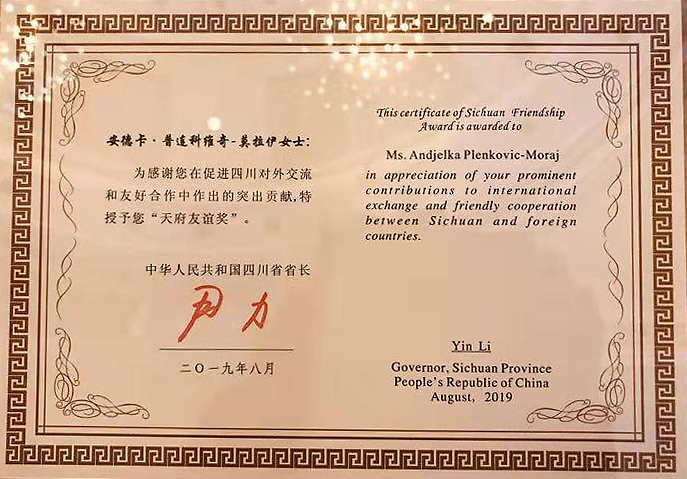 安德卡·普连科维奇-莫拉伊女士:
为感谢您在促进四川对外交流
和友好合作中作出的突出贡献,特
授予您“天府友谊奖”。
中华人民共和国四川省省长
尹力
二〇一九年八月
This certificate of Sichuan Friendship
Award is awarded to
Ms. Andjelka Plenkovic-Moraj
in appreciation of your prominent
contributions to international
exchange and friendly cooperation
between Sichuan and foreign
countries.
Yin Li
Governor, Sichuan Province
People's Republic of China
August, 2019